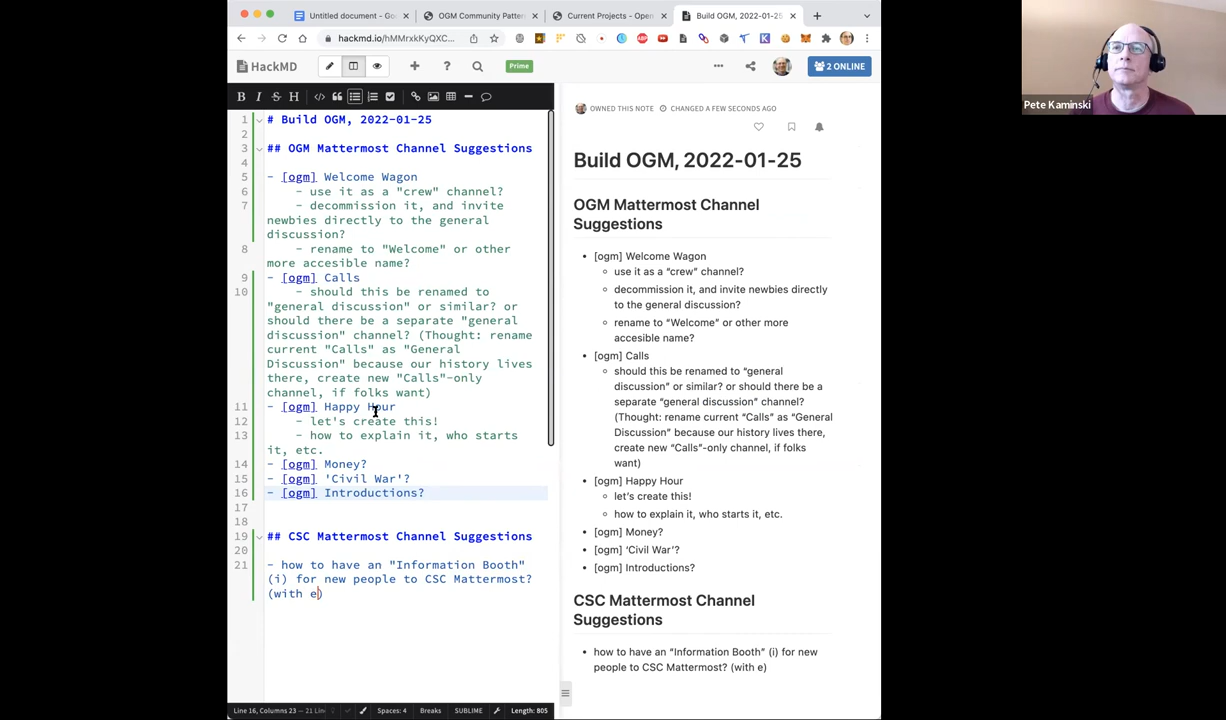 Untitled document - Go
OGM Community Patter
Current Projects - Open
Build OGM, 2022-01-25
hackmd.io/hMMrxkKyQXC...
HackMD
Prime
2 ONLINE
B I S H
1 # Build OGM, 2022-01-25
2
3 ## OGM Mattermost Channel Suggestions
4
5 - [ogm] Welcome Wagon
6 - use it as a "crew" channel?
7 - decommission it, and invite
newbies directly to the general
discussion?
8 - rename to "Welcome" or other
more accesible name?
9 - [ogm] Calls
10 - should this be renamed to
"general discussion" or similar? or
should there be a separate "general
discussion" channel? (Thought: rename
current "Calls" as "General
Discussion" because our history lives
there, create new "Calls"-only
channel, if folks want)
11 - [ogm] Happy Hour
12 - let's create this!
13 - how to explain it, who starts
it, etc.
14 - [ogm] Money?
15 - [ogm] 'Civil War'?
16 - [ogm] Introductions?
17
18
19 ## CSC Mattermost Channel Suggestions
20
21 - how to have an "Information Booth"
(i) for new people to CSC Mattermost?
(with e)
Line 16, Columns 23 — 21 Lin
Spaces: 4
Breaks
SUBLIME
Length: 805
OWNED THIS NOTE
CHANGED A FEW SECONDS AGO
Build OGM, 2022-01-25
OGM Mattermost Channel
Suggestions
[ogm] Welcome Wagon
use it as a “crew” channel?
decommission it, and invite newbies directly
to the general discussion?
rename to “Welcome” or other more
accesible name?
[ogm] Calls
should this be renamed to “general
discussion” or similar? or should there be a
separate “general discussion” channel?
(Thought: rename current “Calls” as “General
Discussion” because our history lives there,
create new “Calls”-only channel, if folks
want)
[ogm] Happy Hour
let’s create this!
how to explain it, who starts it, etc.
[ogm] Money?
[ogm] ‘Civil War’?
[ogm] Introductions?
CSC Mattermost Channel
Suggestions
how to have an “Information Booth” (i) for new
people to CSC Mattermost? (with e)
Pete Kaminski